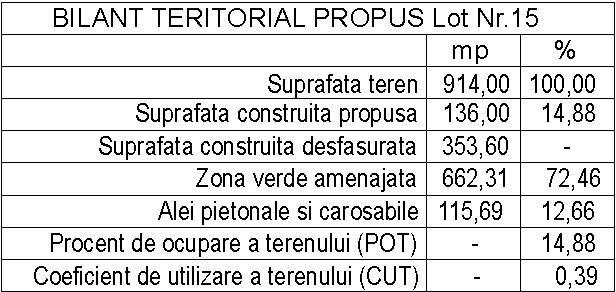 BILANT TERITORIAL PROPUS Lot Nr.15
mp %
Suprafata teren 914,00 100,00
Suprafata construita propusa 136,00 14,88
Suprafata construita desfasurata 353,60 -
Zona verde amenajata 662,31 72,46
Alei pietonale si carosabile 115,69 12,66
Procent de ocupare a terenului (POT) - 14,88
Coeficient de utilizare a terenului (CUT) - 0,39